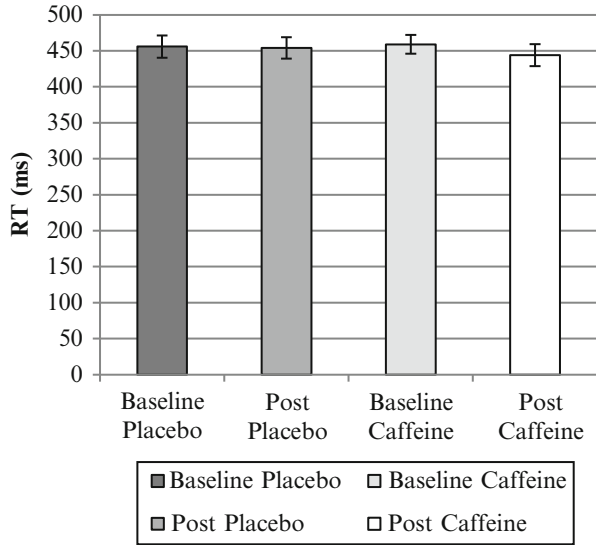 500
450
400
350
300
250
200
150
100
50
0
RT (ms)
Baseline Placebo
Post Placebo
Baseline Caffeine
Post Caffeine
Baseline Placebo
Baseline Caffeine
Post Placebo
Post Caffeine